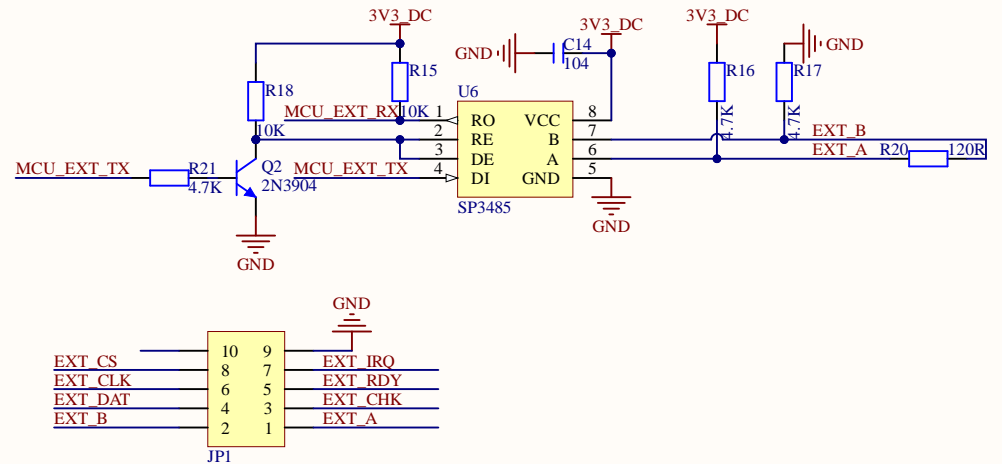 3V3_DC
3V3_DC
3V3_DC
GND
C14
104
GND
R15
R16
R17
R18
U6
MCU_EXT_RX
10K
1
RO
VCC
8
4.7K
4.7K
10K
2
RE
B
7
EXT_B
3
DE
A
6
EXT_A
R20
120R
MCU_EXT_TX
R21
4.7K
Q2
2N3904
MCU_EXT_TX
4
DI
GND
5
SP3485
GND
GND
GND
10
9
EXT_CS
8
7
EXT_IRQ
EXT_CLK
6
5
EXT_RDY
EXT_DAT
4
3
EXT_CHK
EXT_B
2
1
EXT_A
JP1